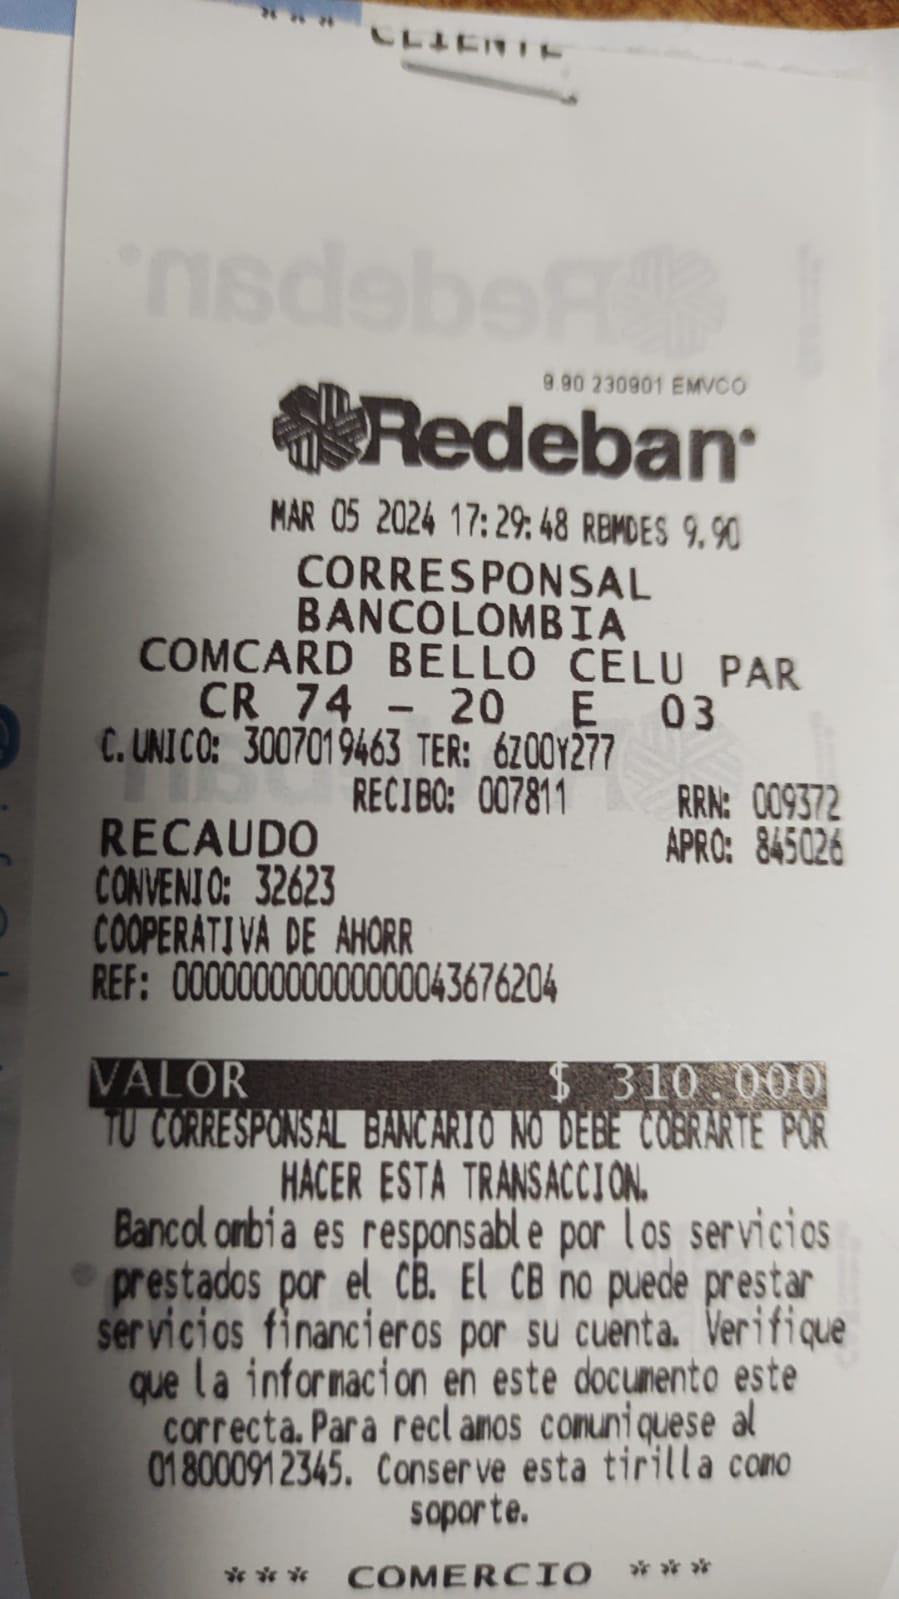 *** CLIENTE
9.90 230901 EMVCO
Redeban
MAR 05 2024 17:29:48 RBMDES 9.90
CORRESPONSAL
BANCOLOMBIA
COMCARD BELLO CELU PAR
CR 74 - 20 E 03
C. UNICO: 3007019463 TER: 6Z00Y277
RECIBO: 007811 RRN: 009372
RECAUDO APRO: 845026
CONVENIO: 32623
COOPERATIVA DE AHORR
REF: 000000000000000043676204
VALOR $ 310.000
TU CORRESPONSAL BANCARIO NO DEBE COBRARTE POR
HACER ESTA TRANSACCION.
Bancolombia es responsable por los servicios
prestados por el CB. El CB no puede prestar
servicios financieros por su cuenta. Verifique
que la informacion en este documento este
correcta. Para reclamos comuniquese al
018000912345. Conserve esta tirilla como
soporte.
*** COMERCIO ***